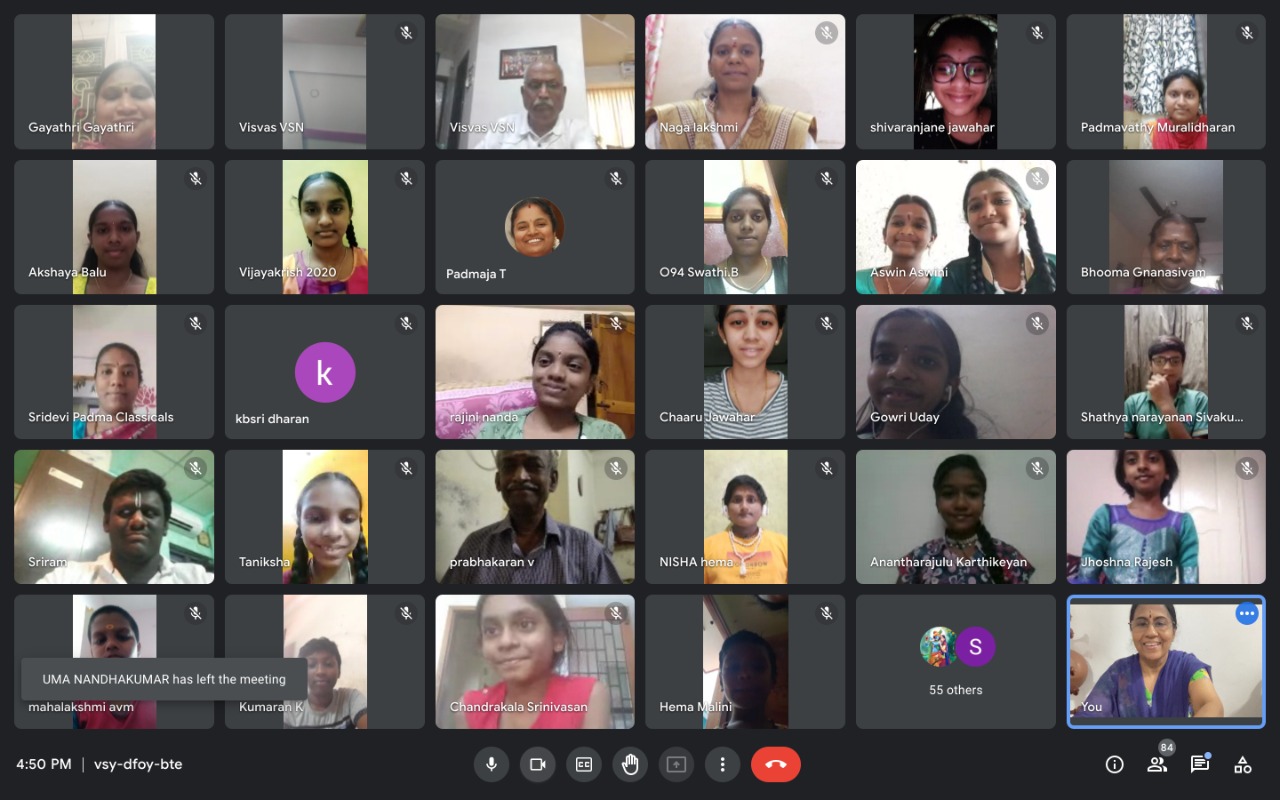 Gayathri Gayathri
Visvas VSN
Visvas VSN
Naga lakshmi
shivaranjane jawahar
Padmavathy Muralidharan
Akshaya Balu
Vijayakrish 2020
Padmaja T
O94 Swathi.B
Aswin Aswini
Bhooma Gnanasivam
Sridevi Padma Classicals
k
kbsri dharan
rajini nanda
Chaaru Jawahar
Gowri Uday
Shathya narayanan Sivaku...
Sriram
Taniksha
prabhakaran v
NISHA hema
Anantharajulu Karthikeyan
Jhoshna Rajesh
UMA NANDHAKUMAR has left the meeting
mahalakshmi avm
Kumaran K
Chandrakala Srinivasan
Hema Malini
S
55 others
You
4:50 PM | vsy-dfoy-bte
CC
84